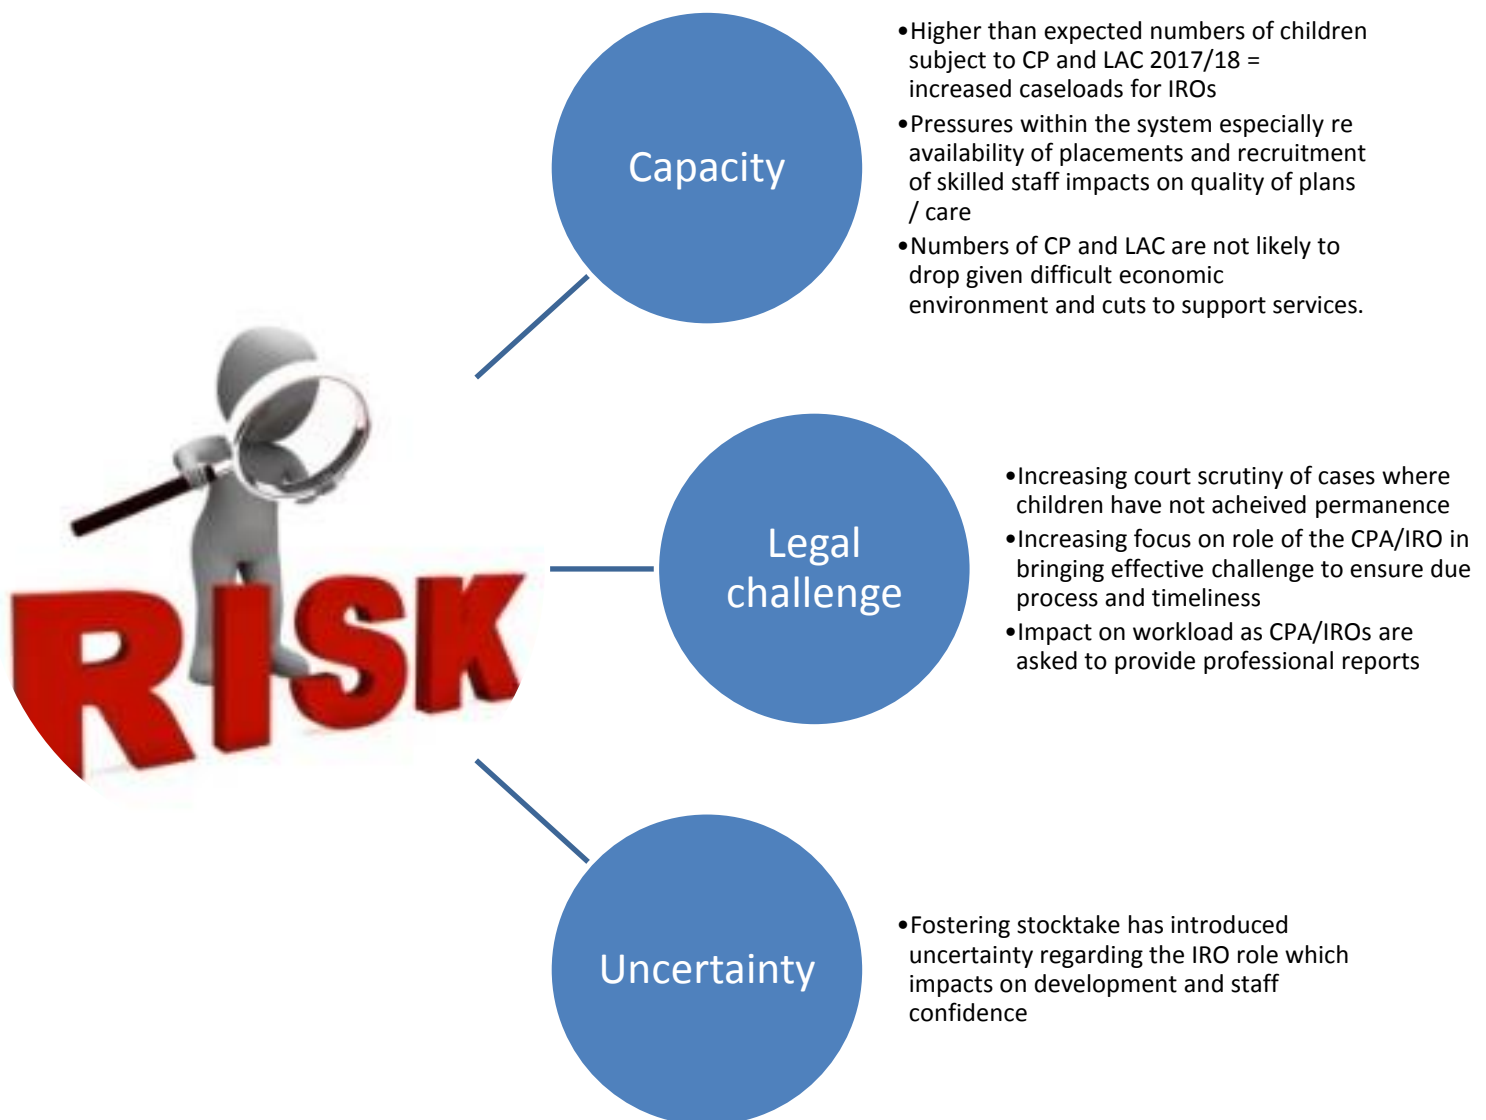 RISK
Capacity
•Higher than expected numbers of children
subject to CP and LAC 2017/18 =
increased caseloads for IROs
•Pressures within the system especially re
availability of placements and recruitment
of skilled staff impacts on quality of plans
/ care
•Numbers of CP and LAC are not likely to
drop given difficult economic
environment and cuts to support services.
Legal
challenge
•Increasing court scrutiny of cases where
children have not acheived permanence
•Increasing focus on role of the CPA/IRO in
bringing effective challenge to ensure due
process and timeliness
•Impact on workload as CPA/IROs are
asked to provide professional reports
Uncertainty
•Fostering stocktake has introduced
uncertainty regarding the IRO role which
impacts on development and staff
confidence